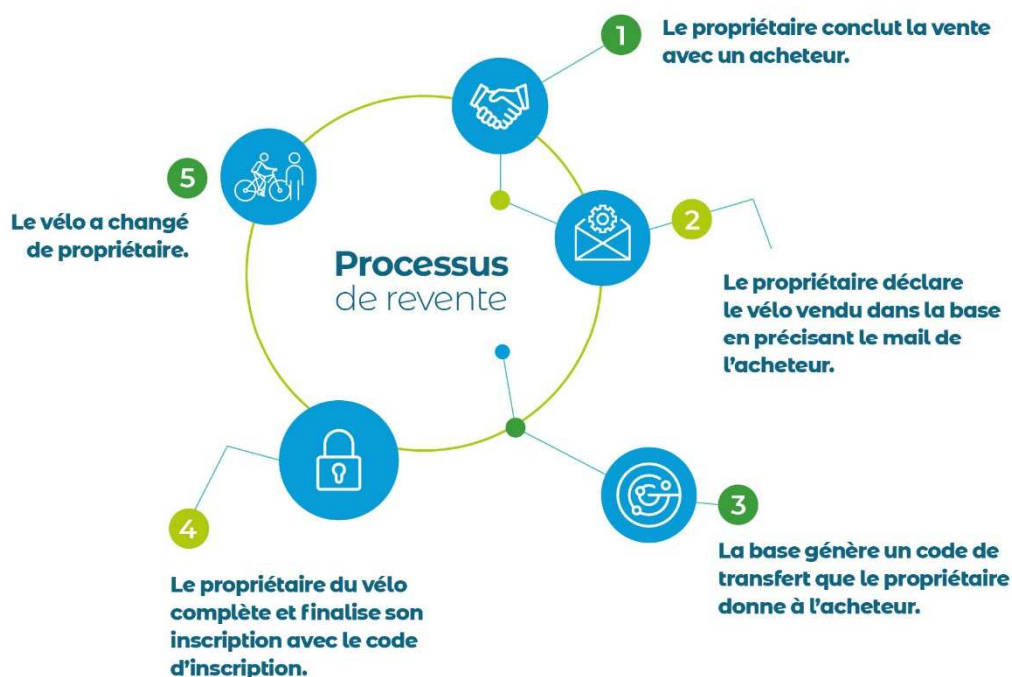 Processus
de revente
1
Le propriétaire conclut la vente
avec un acheteur.
2
Le propriétaire déclare
le vélo vendu dans la base
en précisant le mail de
l'acheteur.
3
La base génère un code de
transfert que le propriétaire
donne à l'acheteur.
4
Le propriétaire du vélo
complète et finalise son
inscription avec le code
d'inscription.
5
Le vélo a changé
de propriétaire.